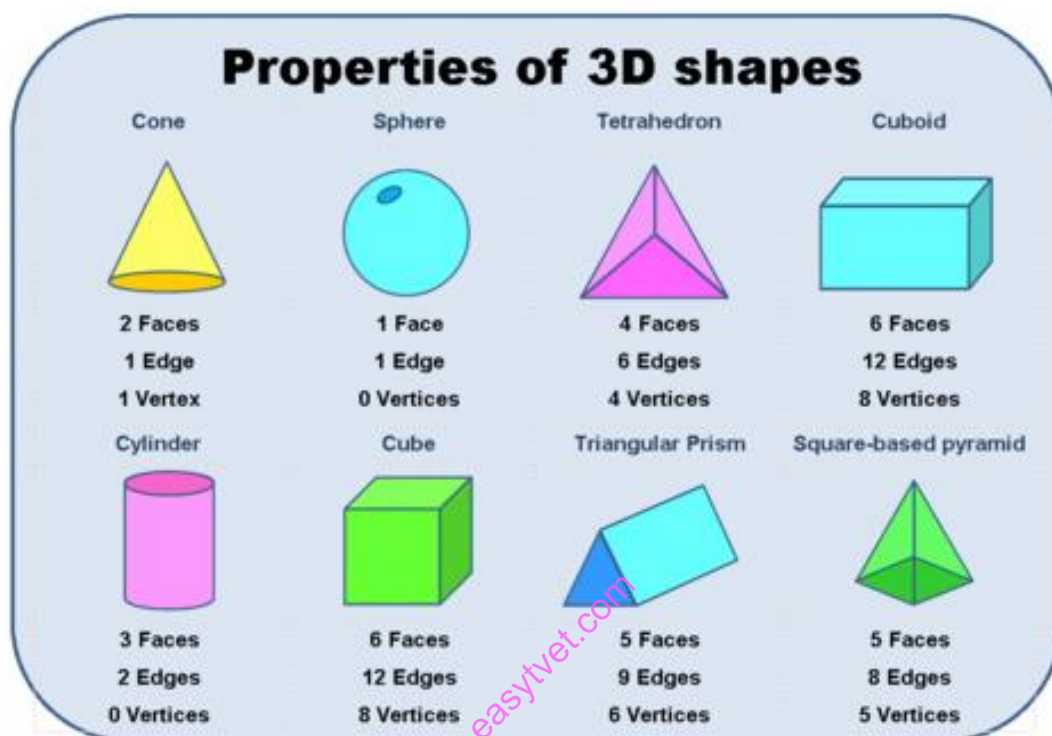 Properties of 3D shapes
Cone Sphere Tetrahedron Cuboid
2 Faces 1 Face 4 Faces 6 Faces
1 Edge 1 Edge 6 Edges 12 Edges
1 Vertex 0 Vertices 4 Vertices 8 Vertices
Cylinder Cube Triangular Prism Square-based pyramid
3 Faces 6 Faces 5 Faces 5 Faces
2 Edges 12 Edges 9 Edges 8 Edges
0 Vertices 8 Vertices 6 Vertices 5 Vertices
easytvet.com